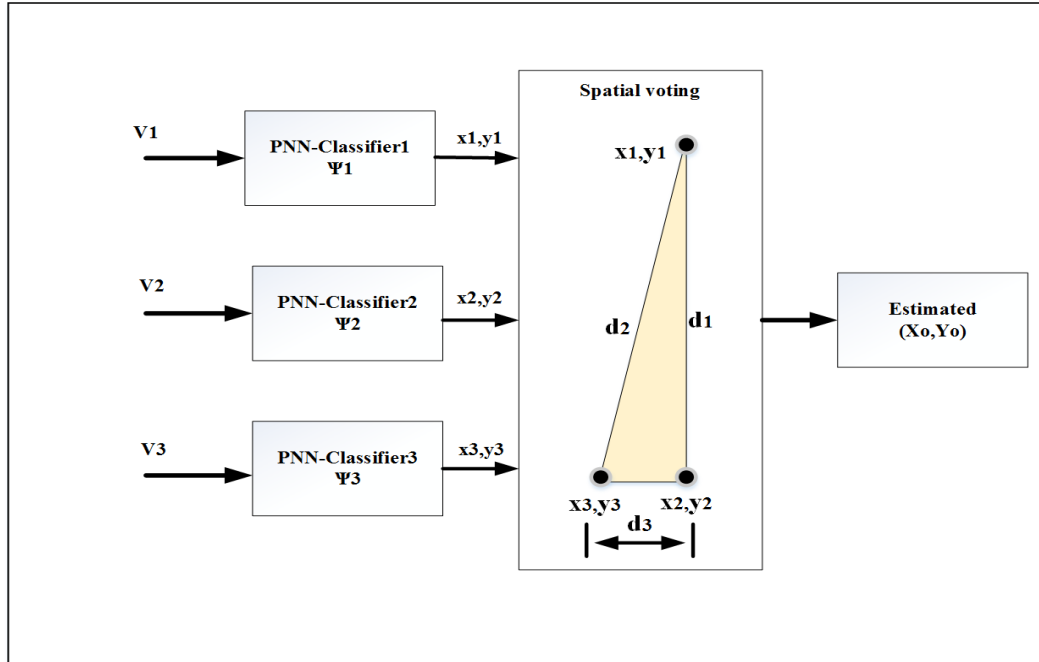 Spatial voting
V1
PNN-Classifier1
Ψ1
x1,y1
x1,y1
V2
PNN-Classifier2
Ψ2
x2,y2
d2
d1
Estimated
(Xo,Yo)
V3
PNN-Classifier3
Ψ3
x3,y3
x3,y3
x2,y2
d3